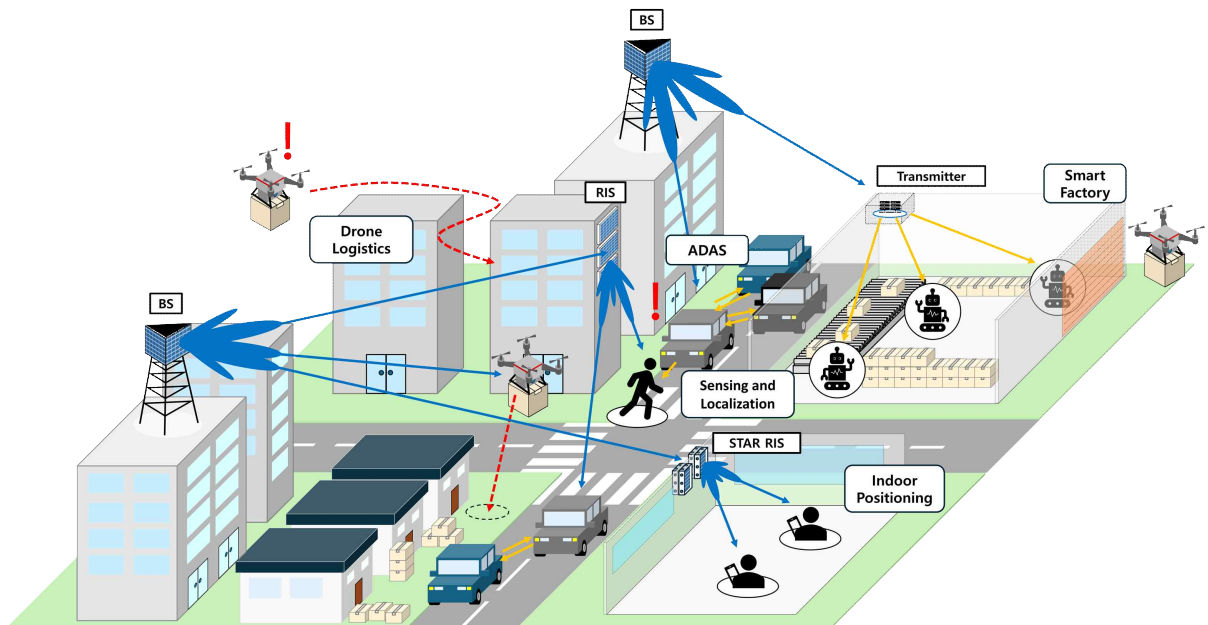 BS
Transmitter
Smart
Factory
RIS
Drone
Logistics
ADAS
!
!
BS
Sensing and
Localization
STAR RIS
Indoor
Positioning